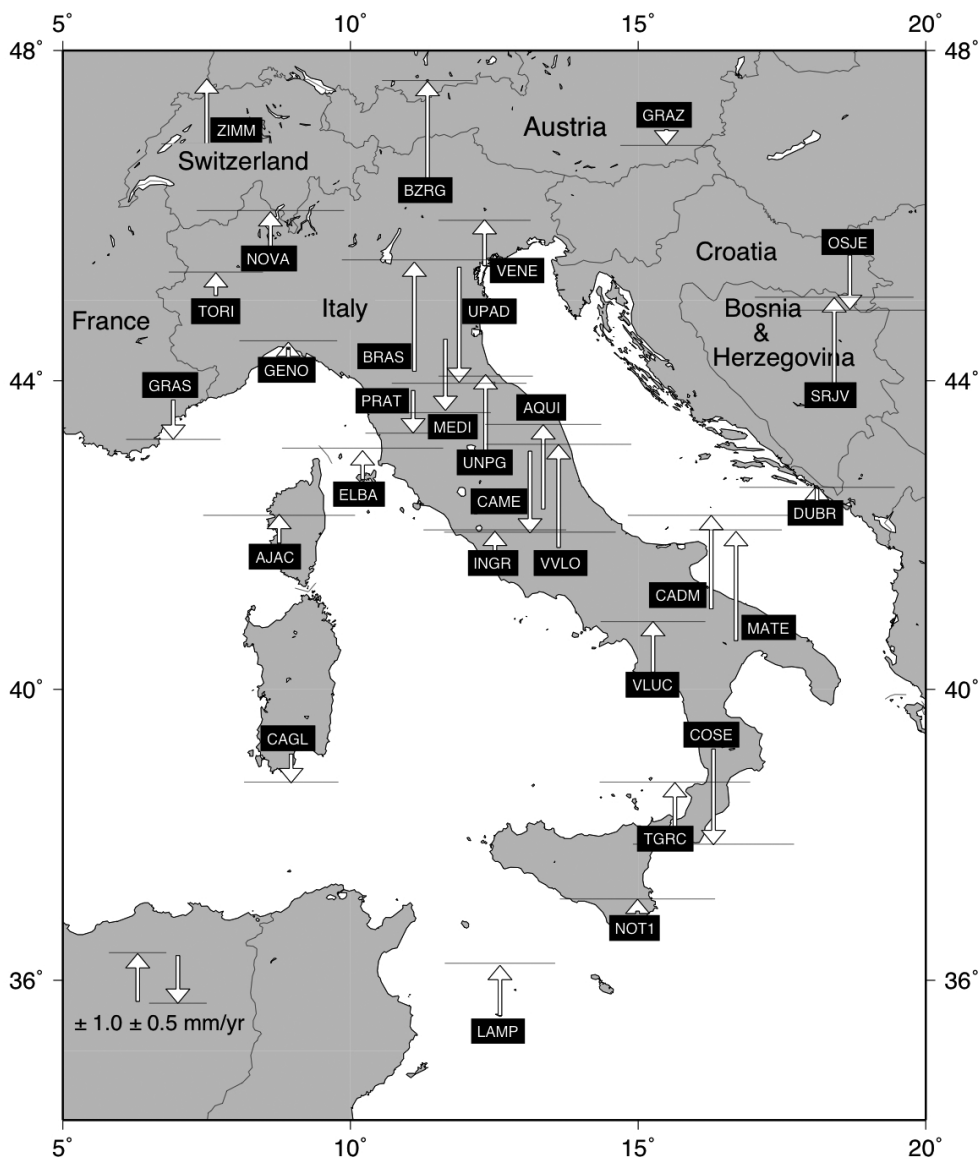 5° 10° 15° 20°
48° 48°
GRAZ
ZIMM
Austria
Switzerland
BZRG
OSJE
Croatia
NOVA
VENE
TORI
Italy
UPAD
Bosnia
&
Herzegovina
France
BRAS
GENO
44° 44°
GRAS
SRJV
PRAT
AQUI
MEDI
UNPG
ELBA
CAME
DUBR
AJAC
INGR
VVLO
CADM
MATE
VLUC
40° 40°
CAGL
COSE
TGRC
NOT1
36° 36°
± 1.0 ± 0.5 mm/yr
LAMP
5° 10° 15° 20°